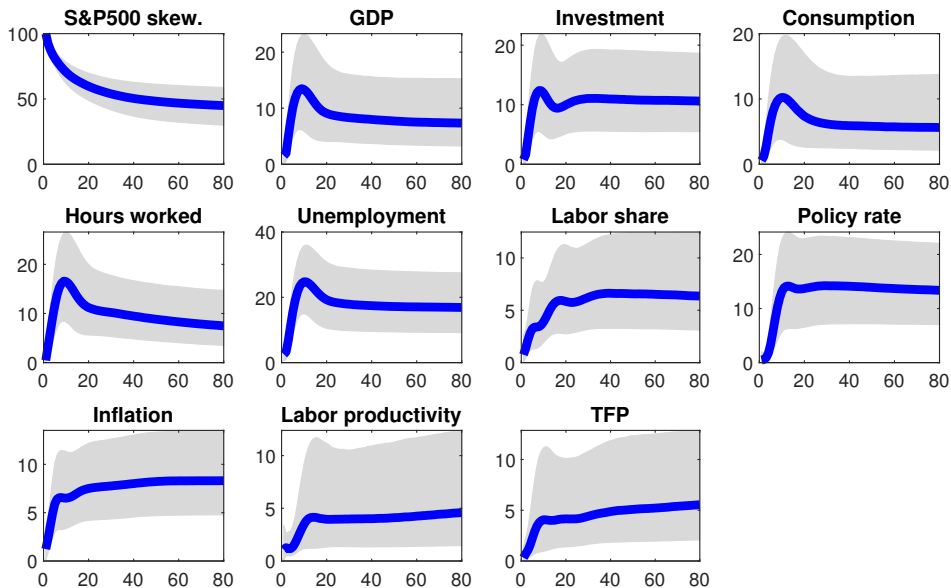 S&P500 skew. GDP Investment Consumption
100 20 20 20
50 10 10 10
0 0 0 0
0 20 40 60 80 0 20 40 60 80 0 20 40 60 80 0 20 40 60 80
Hours worked Unemployment Labor share Policy rate
20 40 10 20
10 20 5 10
0 0 0 0
0 20 40 60 80 0 20 40 60 80 0 20 40 60 80 0 20 40 60 80
Inflation Labor productivity TFP
10 10 10
5 5 5
0 0 0
0 20 40 60 80 0 20 40 60 80 0 20 40 60 80